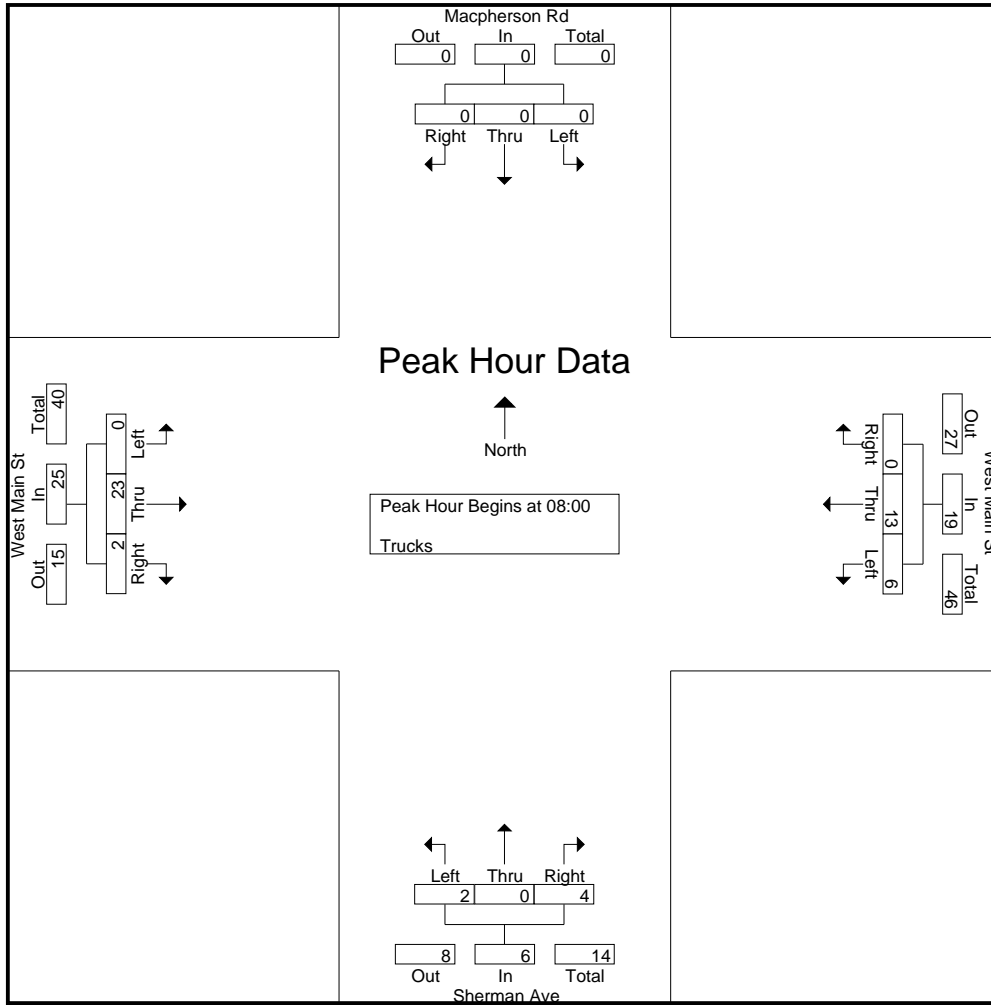 Macpherson Rd
Out In Total
0 0 0
0 0 0
Right Thru Left
Peak Hour Data
North
Peak Hour Begins at 08:00
Trucks
West Main St
Total In Out
40 25 15
0 23 2
Left Thru Right
West Main St
Out In Total
27 19 46
0 13 6
Right Thru Left
Left Thru Right
2 0 4
8 6 14
Out In Total
Sherman Ave